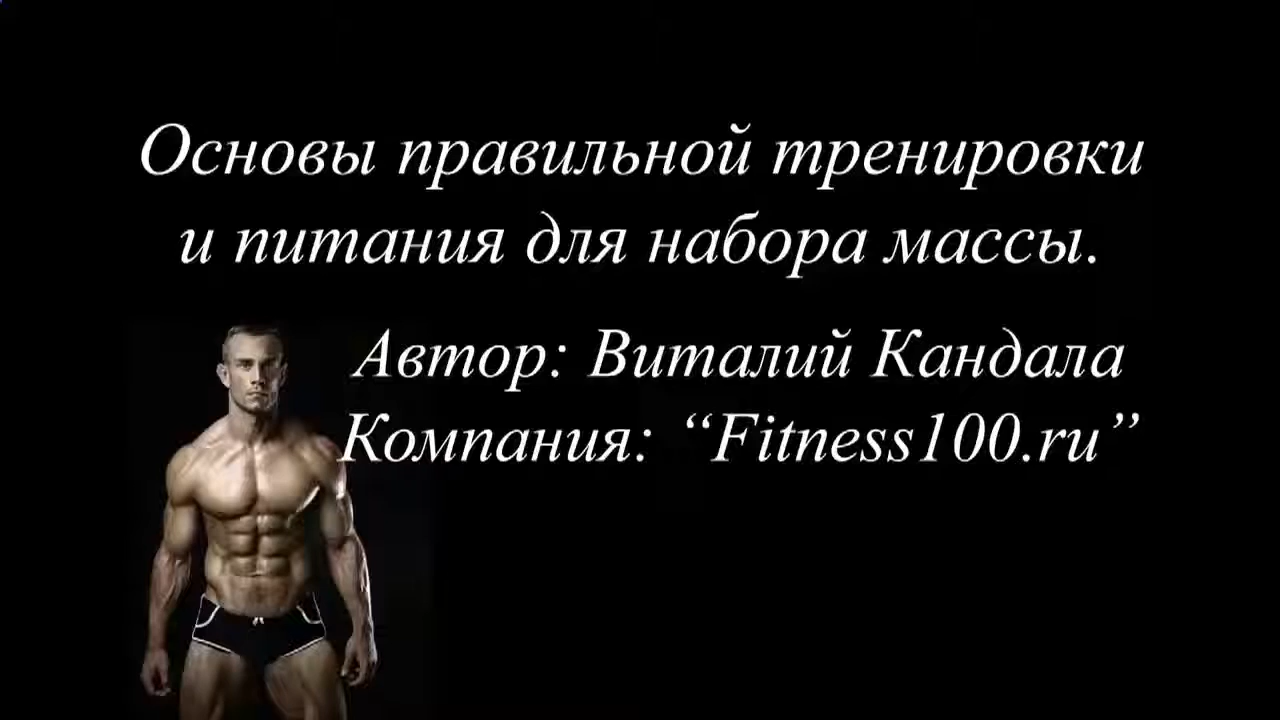 Основы правильной тренировки
и питания для набора массы.
Автор: Виталий Кандала
Компания: “Fitness100.ru”